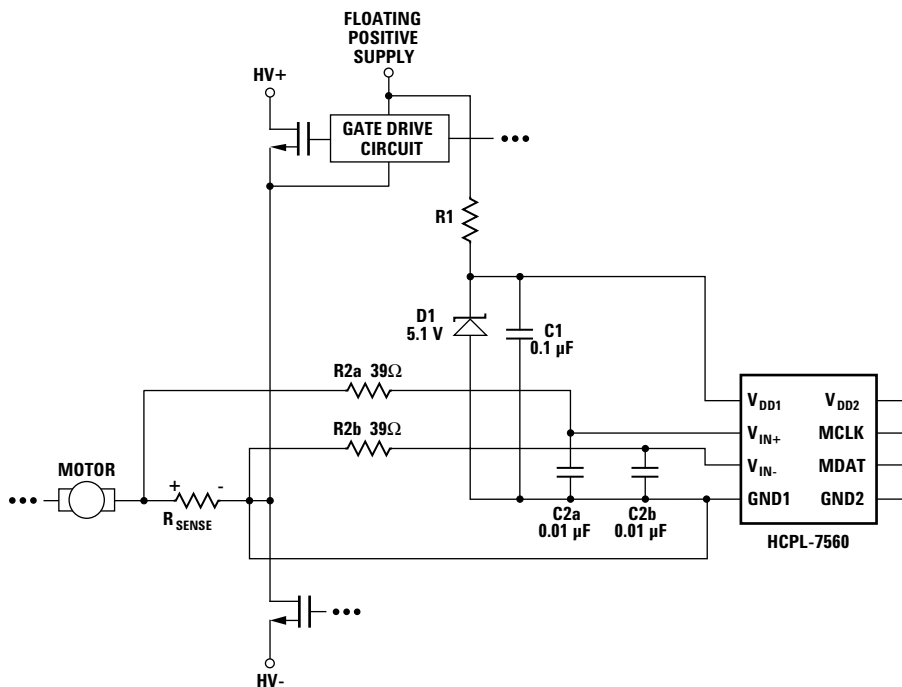 FLOATING
POSITIVE
SUPPLY
HV+
GATE DRIVE
CIRCUIT
•••
R1
D1
5.1 V
C1
0.1 µF
R2a 39Ω
R2b 39Ω
MOTOR
•••
+ -
R SENSE
C2a
0.01 µF
C2b
0.01 µF
VDD1 VDD2
VIN+ MCLK
VIN- MDAT
GND1 GND2
HCPL-7560
•••
HV-